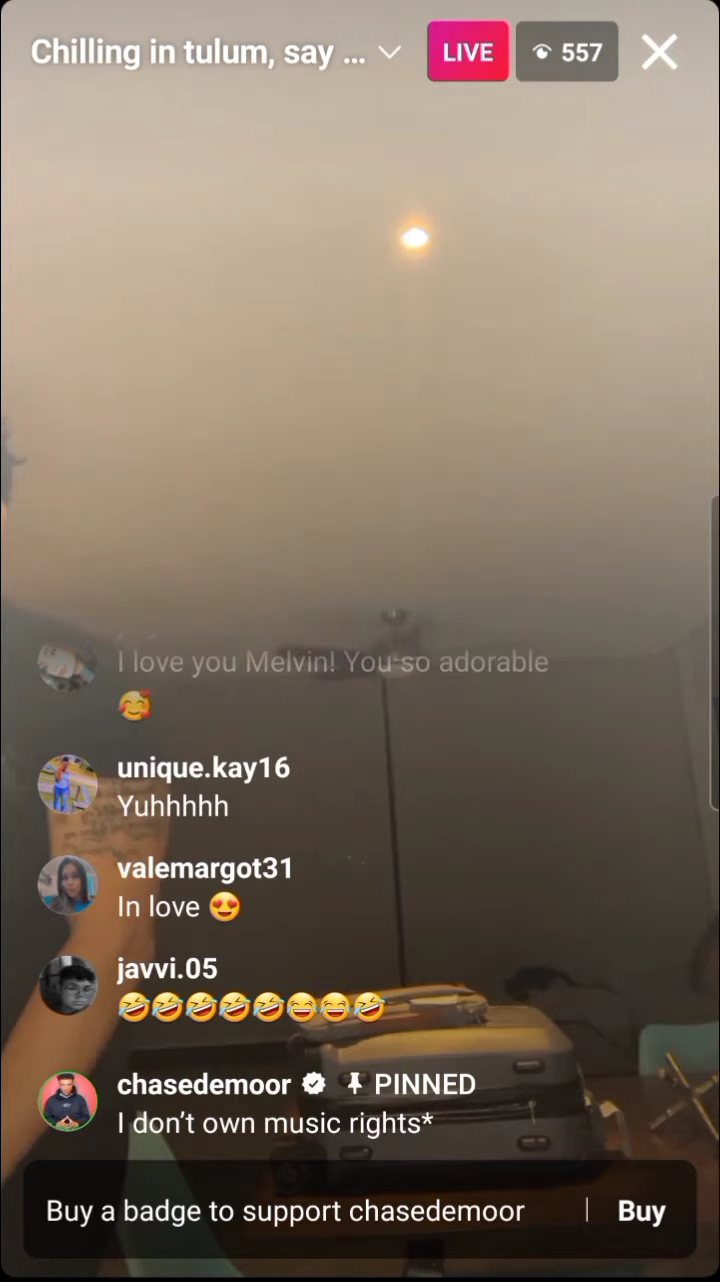 Chilling in tulum, say ...
LIVE
557
I love you Melvin! You so adorable
🥰
unique.kay16
Yuhhhhh
valemargot31
In love 😍
javvi.05
🤣🤣🤣🤣🤣😂😂🤣
chasedemoor PINNED
I don't own music rights*
Buy a badge to support chasedemoor | Buy